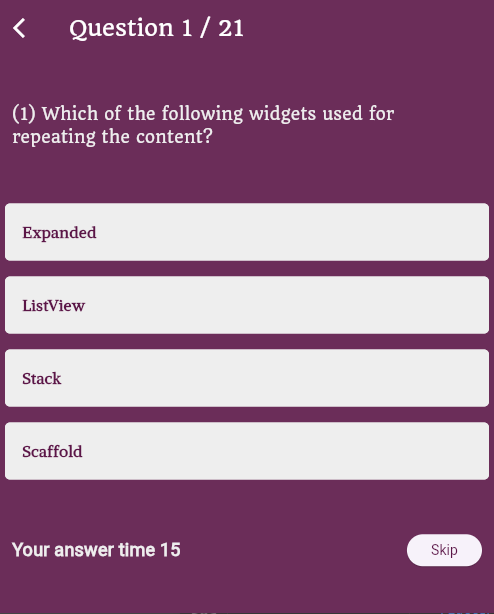 Question 1 / 21
(1) Which of the following widgets used for
repeating the content?
Expanded
ListView
Stack
Scaffold
Your answer time 15
Skip